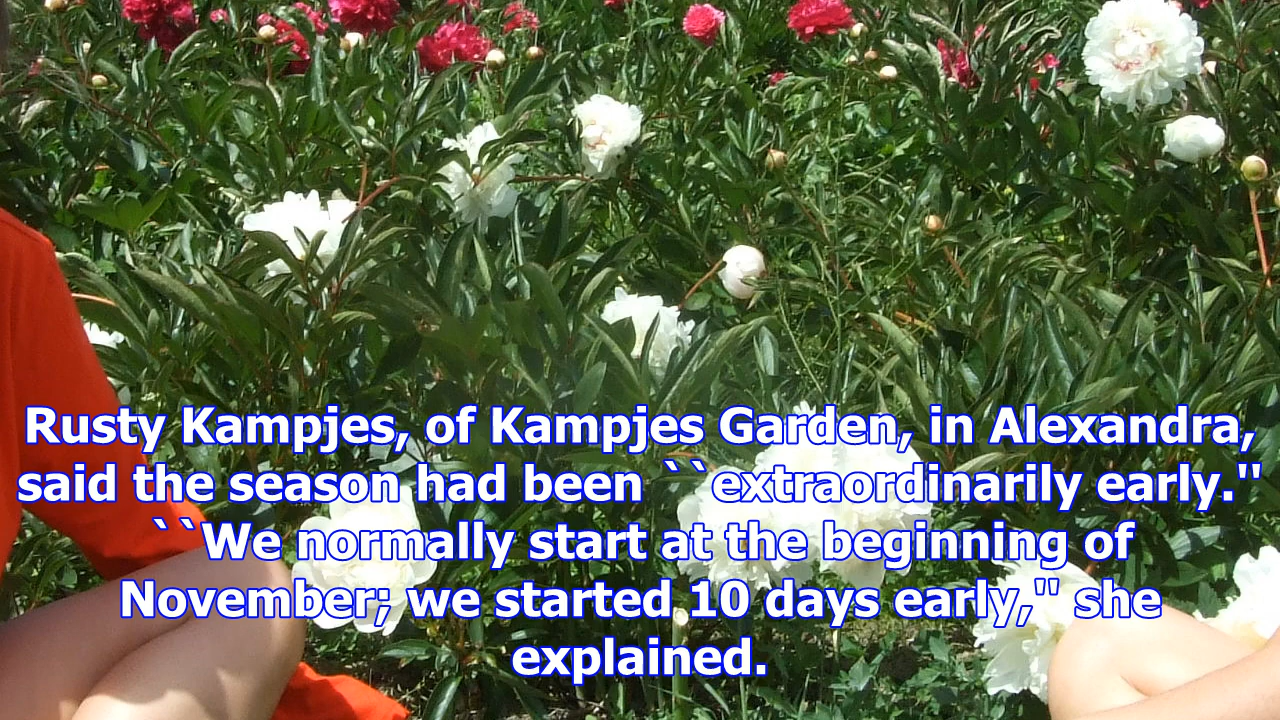 Rusty Kampjes, of Kampjes Garden, in Alexandra,
said the season had been ``extraordinarily early.''
``We normally start at the beginning of
November; we started 10 days early,'' she
explained.